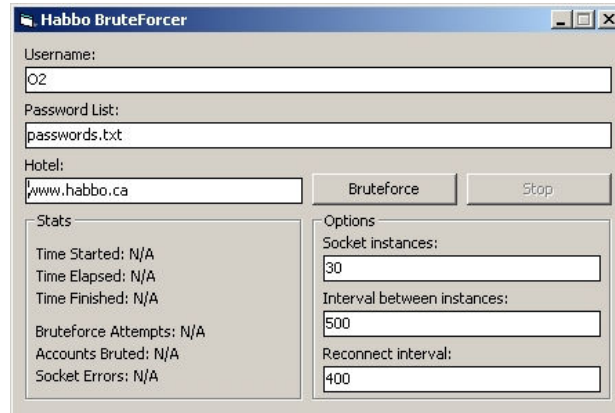 Habbo BruteForcer
Username:
O2
Password List:
passwords.txt
Hotel:
www.habbo.ca
Bruteforce
Stop
Stats
Time Started: N/A
Time Elapsed: N/A
Time Finished: N/A
Bruteforce Attempts: N/A
Accounts Bruted: N/A
Socket Errors: N/A
Options
Socket instances:
30
Interval between instances:
500
Reconnect interval:
400